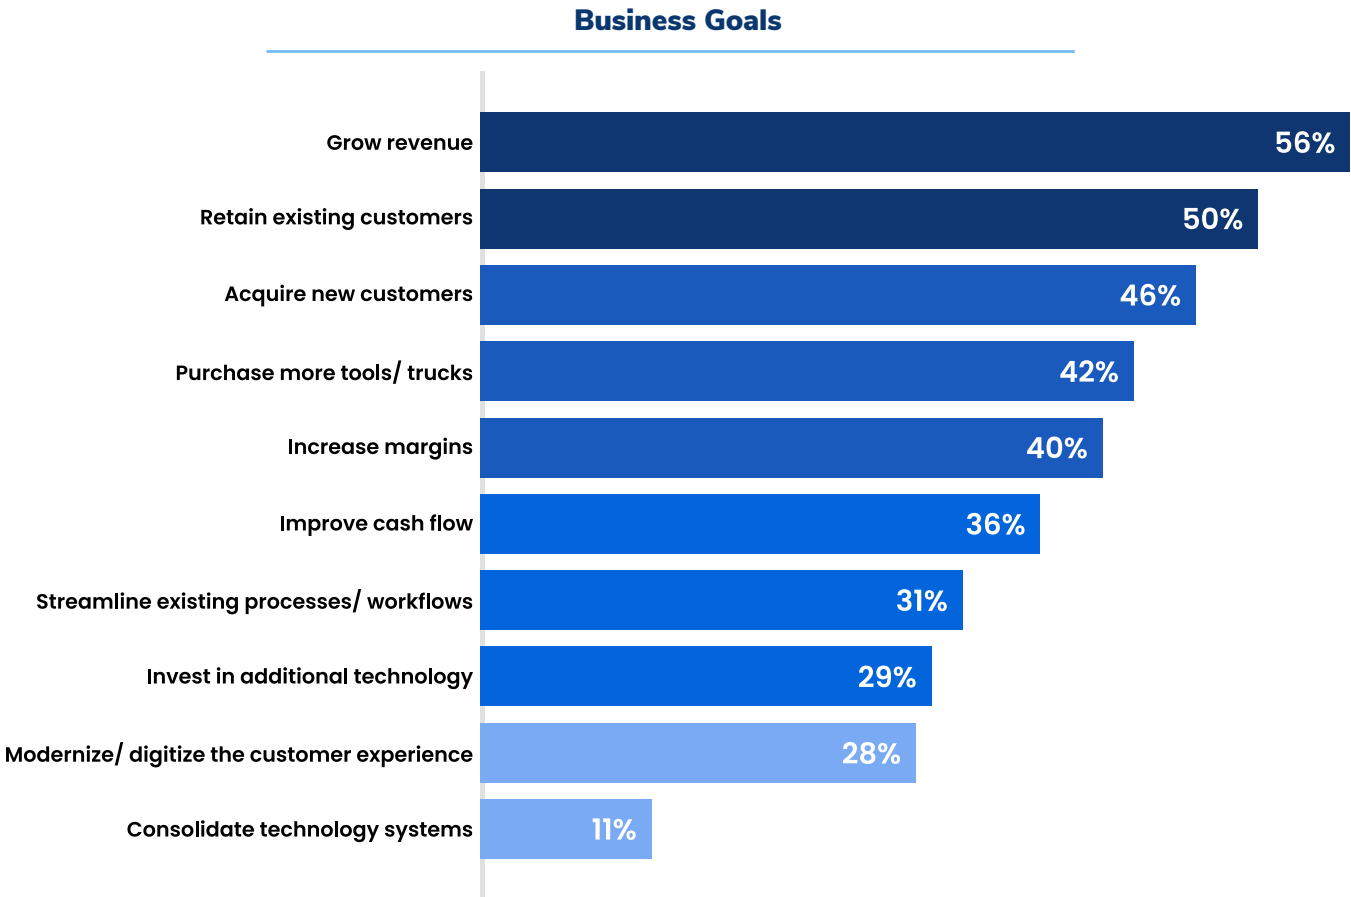 Business Goals
Grow revenue 56%
Retain existing customers 50%
Acquire new customers 46%
Purchase more tools/ trucks 42%
Increase margins 40%
Improve cash flow 36%
Streamline existing processes/ workflows 31%
Invest in additional technology 29%
Modernize/ digitize the customer experience 28%
Consolidate technology systems 11%